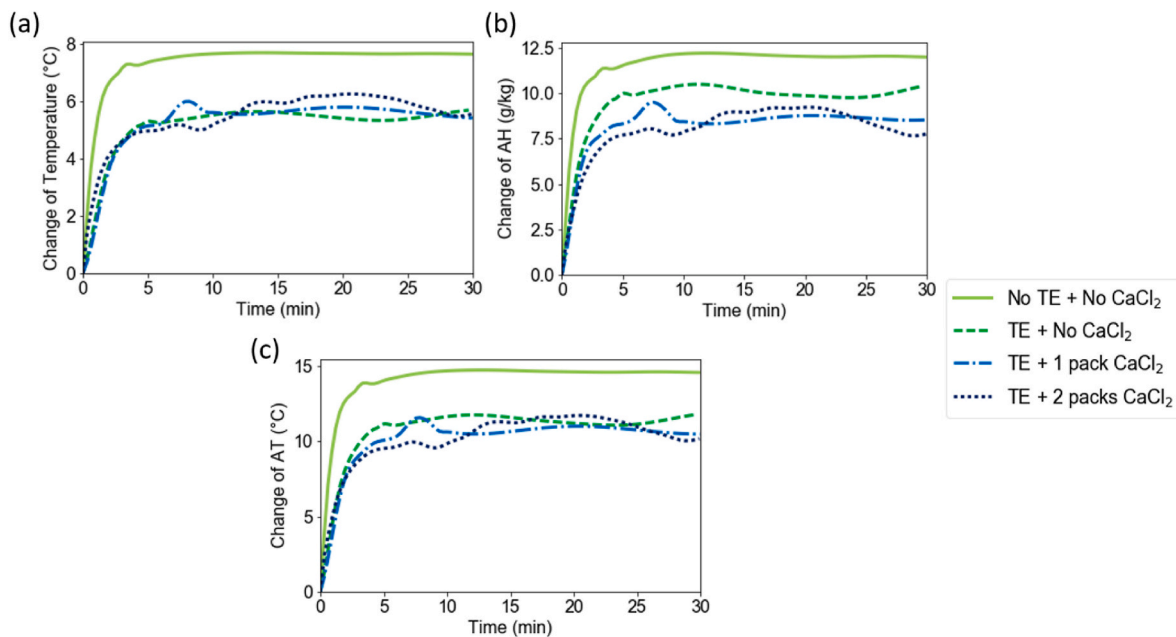 (a)
8
6
4
2
0
Change of Temperature (°C)
0 5 10 15 20 25 30
Time (min)
(b)
12.5
10.0
7.5
5.0
2.5
0.0
Change of AH (g/kg)
0 5 10 15 20 25 30
Time (min)
(c)
15
10
5
0
Change of AT (°C)
0 5 10 15 20 25 30
Time (min)
No TE + No CaCl₂
TE + No CaCl₂
TE + 1 pack CaCl₂
TE + 2 packs CaCl₂